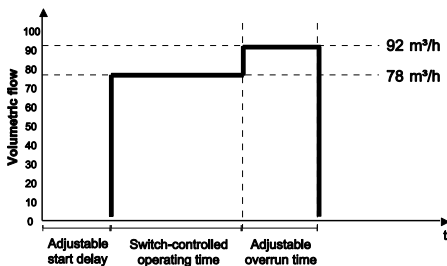 Volumetric flow
100
90
80
70
60
50
40
30
20
10
0
92 m³/h
78 m³/h
t
Adjustable
start delay
Switch-controlled
operating time
Adjustable
overrun time